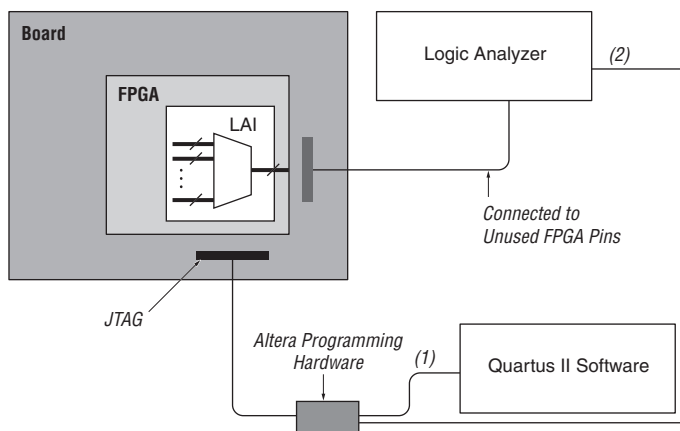 Board
FPGA
LAI
Logic Analyzer
(2)
Connected to
Unused FPGA Pins
JTAG
Altera Programming
Hardware
(1)
Quartus II Software